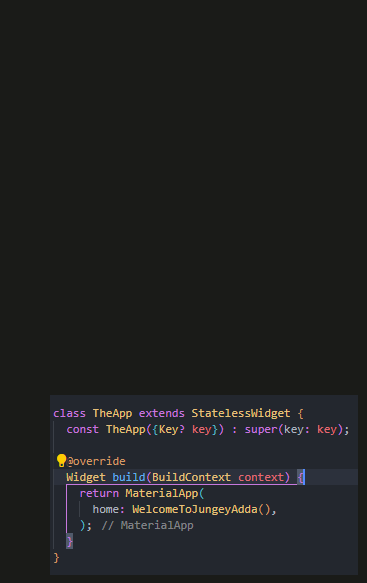 class TheApp extends StatelessWidget {
  const TheApp({Key? key}) : super(key: key);
  @override
  Widget build(BuildContext context) {
    return MaterialApp(
      home: WelcomeToJungeyAdda(),
    ); // MaterialApp
  }
}